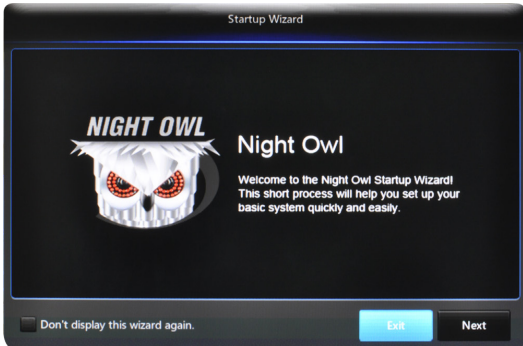 Startup Wizard
NIGHT OWL
Night Owl
Welcome to the Night Owl Startup Wizard!
This short process will help you set up your
basic system quickly and easily.
Don't display this wizard again.
Exit
Next